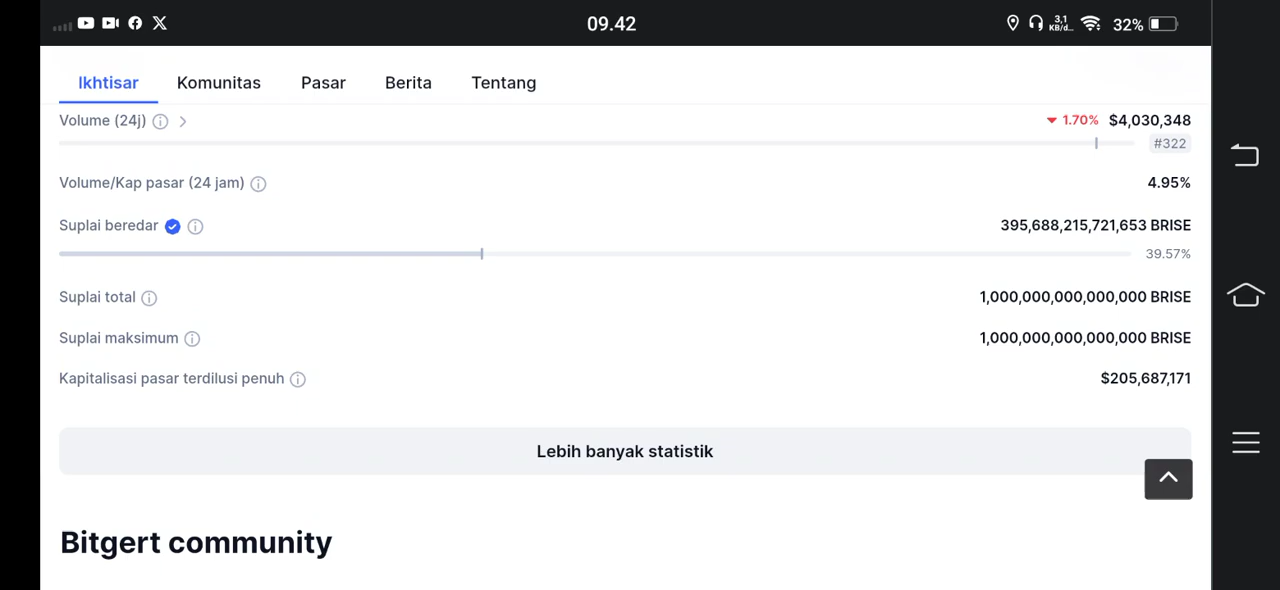 09.42
3,1
KB/d...
32%
Ikhtisar Komunitas Pasar Berita Tentang
Volume (24j) 1.70% $4,030,348
#322
Volume/Kap pasar (24 jam) 4.95%
Suplai beredar 395,688,215,721,653 BRISE
39.57%
Suplai total 1,000,000,000,000,000 BRISE
Suplai maksimum 1,000,000,000,000,000 BRISE
Kapitalisasi pasar terdilusi penuh $205,687,171
Lebih banyak statistik
Bitgert community